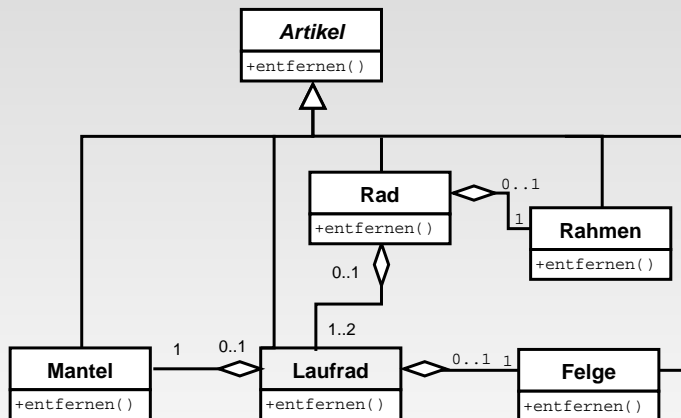 Artikel
+entfernen()
Rad
+entfernen()
0..1
1
Rahmen
+entfernen()
0..1
1..2
Mantel
+entfernen()
1
0..1
Laufrad
+entfernen()
0..1
1
Felge
+entfernen()